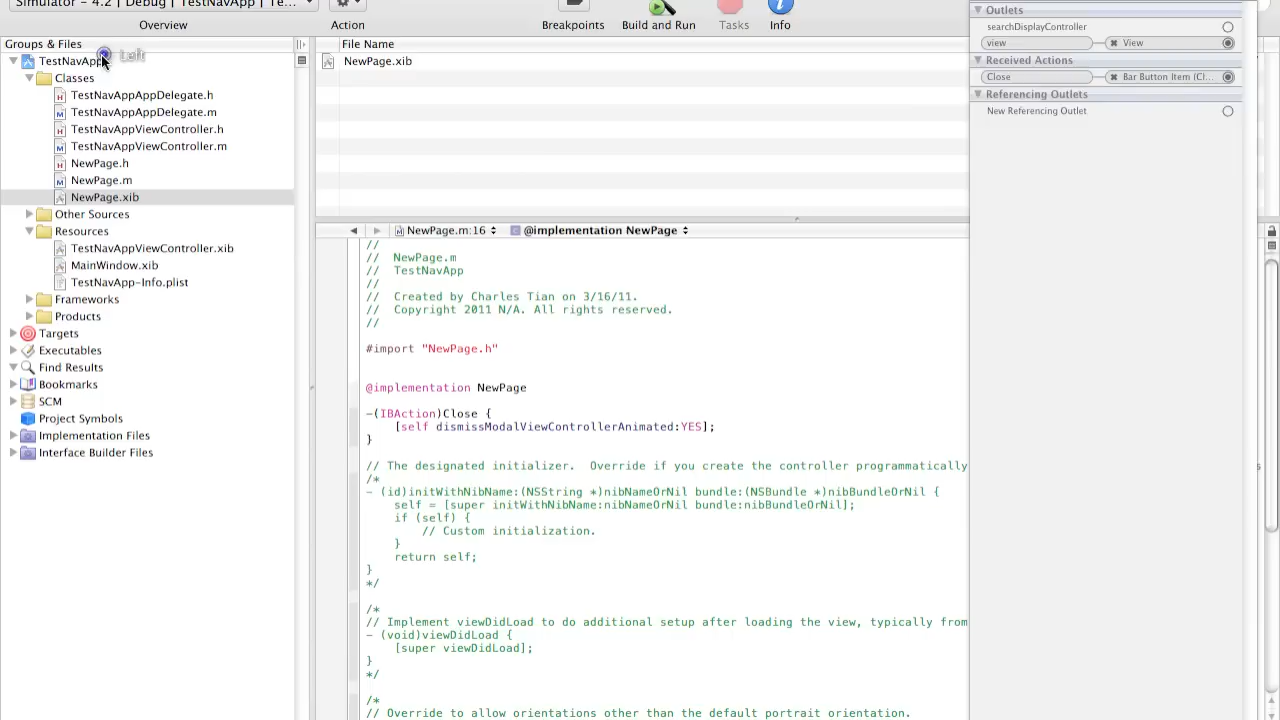 Simulator - 4.2 | Debug | TestNavApp | Te...
Overview
Action
Breakpoints
Build and Run
Tasks
Info
Groups & Files
TestNavApp
Left
Classes
TestNavAppAppDelegate.h
TestNavAppAppDelegate.m
TestNavAppViewController.h
TestNavAppViewController.m
NewPage.h
NewPage.m
NewPage.xib
Other Sources
Resources
TestNavAppViewController.xib
MainWindow.xib
TestNavApp-Info.plist
Frameworks
Products
Targets
Executables
Find Results
Bookmarks
SCM
Project Symbols
Implementation Files
Interface Builder Files
File Name
NewPage.xib
NewPage.m:16
@implementation NewPage
//
//  NewPage.m
//  TestNavApp
//
//  Created by Charles Tian on 3/16/11.
//  Copyright 2011 N/A. All rights reserved.
//
#import "NewPage.h"
@implementation NewPage
-(IBAction)Close {
[self dismissModalViewControllerAnimated:YES];
}
// The designated initializer.  Override if you create the controller programmatically
/*
- (id)initWithNibName:(NSString *)nibNameOrNil bundle:(NSBundle *)nibBundleOrNil {
self = [super initWithNibName:nibNameOrNil bundle:nibBundleOrNil];
if (self) {
// Custom initialization.
}
return self;
}
*/
/*
// Implement viewDidLoad to do additional setup after loading the view, typically from
- (void)viewDidLoad {
[super viewDidLoad];
}
*/
/*
// Override to allow orientations other than the default portrait orientation.
Outlets
searchDisplayController
view
View
Received Actions
Close
Bar Button Item (Cl...
Referencing Outlets
New Referencing Outlet